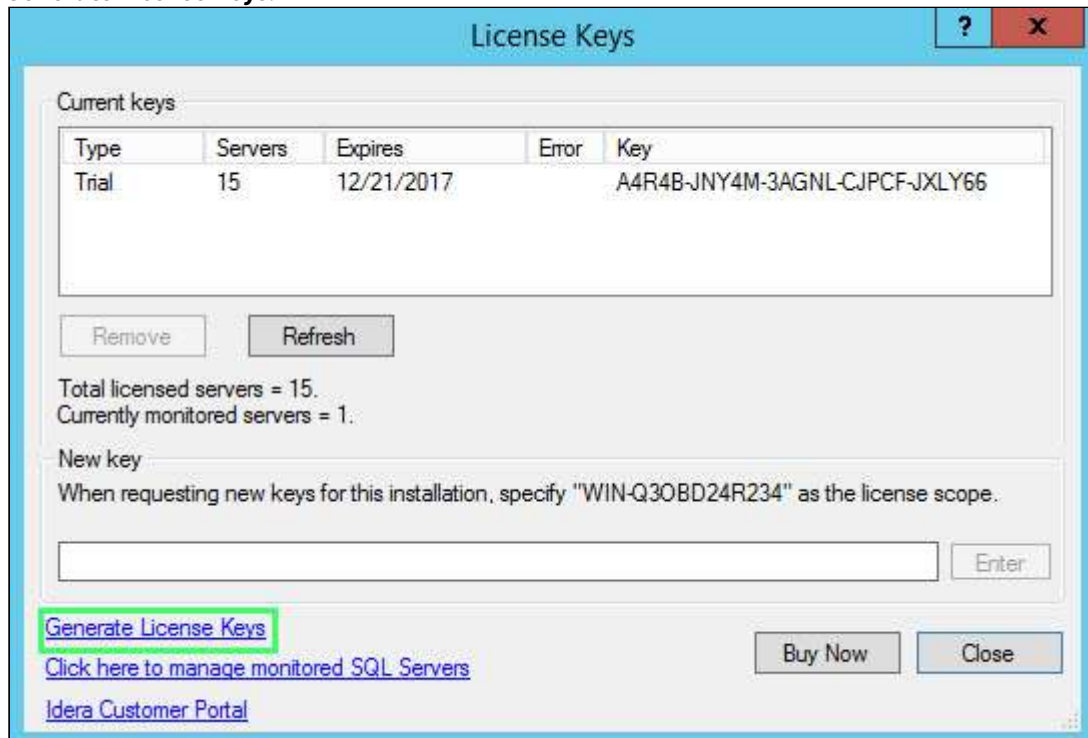 License Keys
? x
Current keys
Type Servers Expires Error Key
Trial 15 12/21/2017 A4R4B-JNY4M-3AGNL-CJPCF-JXLY66
Remove Refresh
Total licensed servers = 15.
Currently monitored servers = 1.
New key
When requesting new keys for this installation, specify "WIN-Q3OBD24R234" as the license scope.
Enter
Generate License Keys
Buy Now Close
Click here to manage monitored SQL Servers
Idera Customer Portal